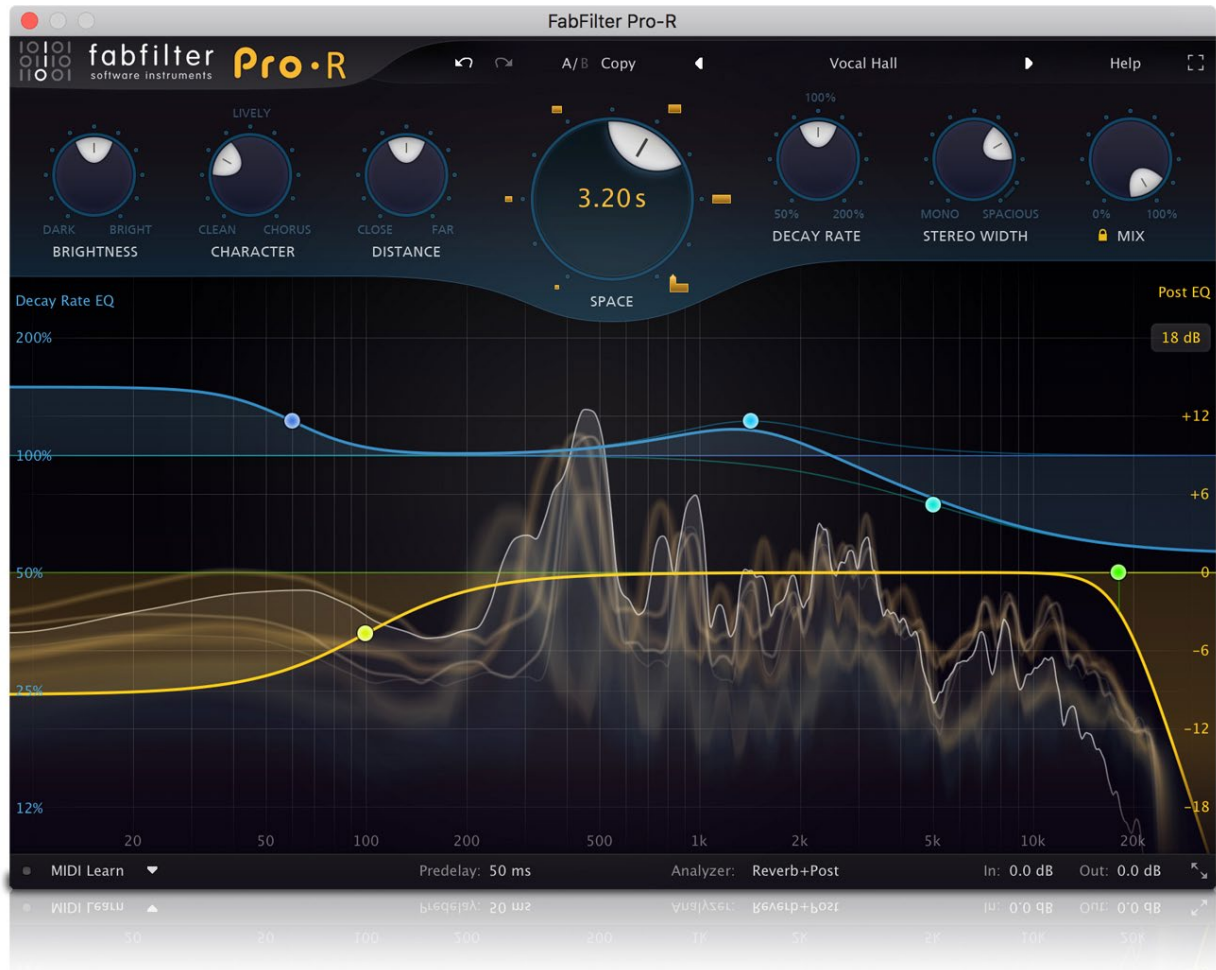 FabFilter Pro-R
fabfilter
software instruments
Pro·R
A/B Copy
Vocal Hall
Help
LIVELY
DARK BRIGHT
BRIGHTNESS
CLEAN CHORUS
CHARACTER
CLOSE FAR
DISTANCE
3.20s
SPACE
100%
50% 200%
DECAY RATE
MONO SPACIOUS
STEREO WIDTH
0% 100%
MIX
Decay Rate EQ
Post EQ
200%
18 dB
+12
100%
+6
50%
0
-6
25%
-12
12%
-18
20 50 100 200 500 1k 2k 5k 10k 20k
MIDI Learn
Predelay: 50 ms
Analyzer: Reverb+Post
In: 0.0 dB
Out: 0.0 dB